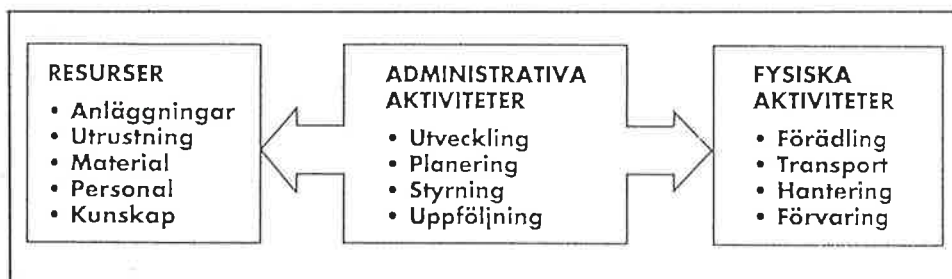 RESURSER
• Anläggningar
• Utrustning
• Material
• Personal
• Kunskap
ADMINISTRATIVA
AKTIVITETER
• Utveckling
• Planering
• Styrning
• Uppföljning
FYSISKA
AKTIVITETER
• Förädling
• Transport
• Hantering
• Förvaring